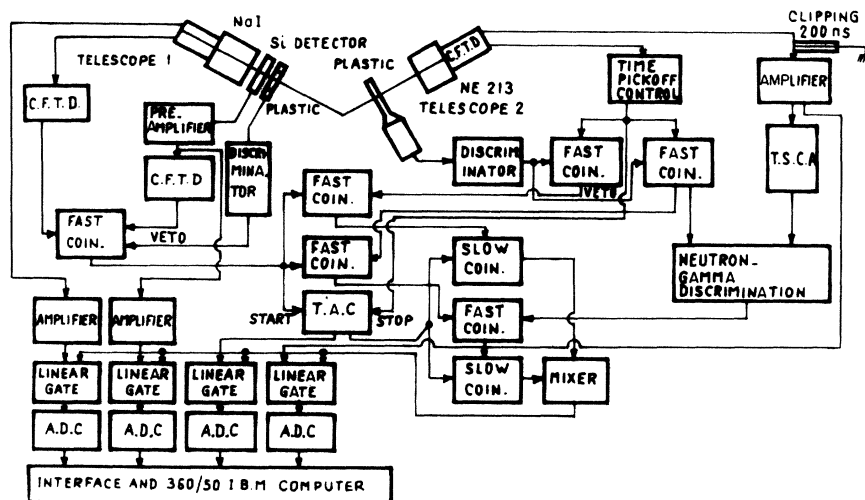 NaI
Si DETECTOR
TELESCOPE 1
PLASTIC
C.F.T.D.
PRE-
AMPLIFIER
C.F.T.D
DISCRI-
MINA.
TOR
FAST
COIN.
VETO
PLASTIC
C.F.T.D
NE 213
TELESCOPE 2
TIME
PICKOFF
CONTROL
CLIPPING
200 ns
AMPLIFIER
T.S.C.A
DISCRIMI-
NATOR
FAST
COIN.
VETO
FAST
COIN.
FAST
COIN.
FAST
COIN.
T.A.C
START
STOP
SLOW
COIN.
FAST
COIN.
SLOW
COIN.
MIXER
NEUTRON-
GAMMA
DISCRIMINATION
AMPLIFIER
AMPLIFIER
LINEAR
GATE
LINEAR
GATE
LINEAR
GATE
LINEAR
GATE
A.D.C
A.D.C
A.D.C
A.D.C
INTERFACE AND 360/50 I B.M COMPUTER